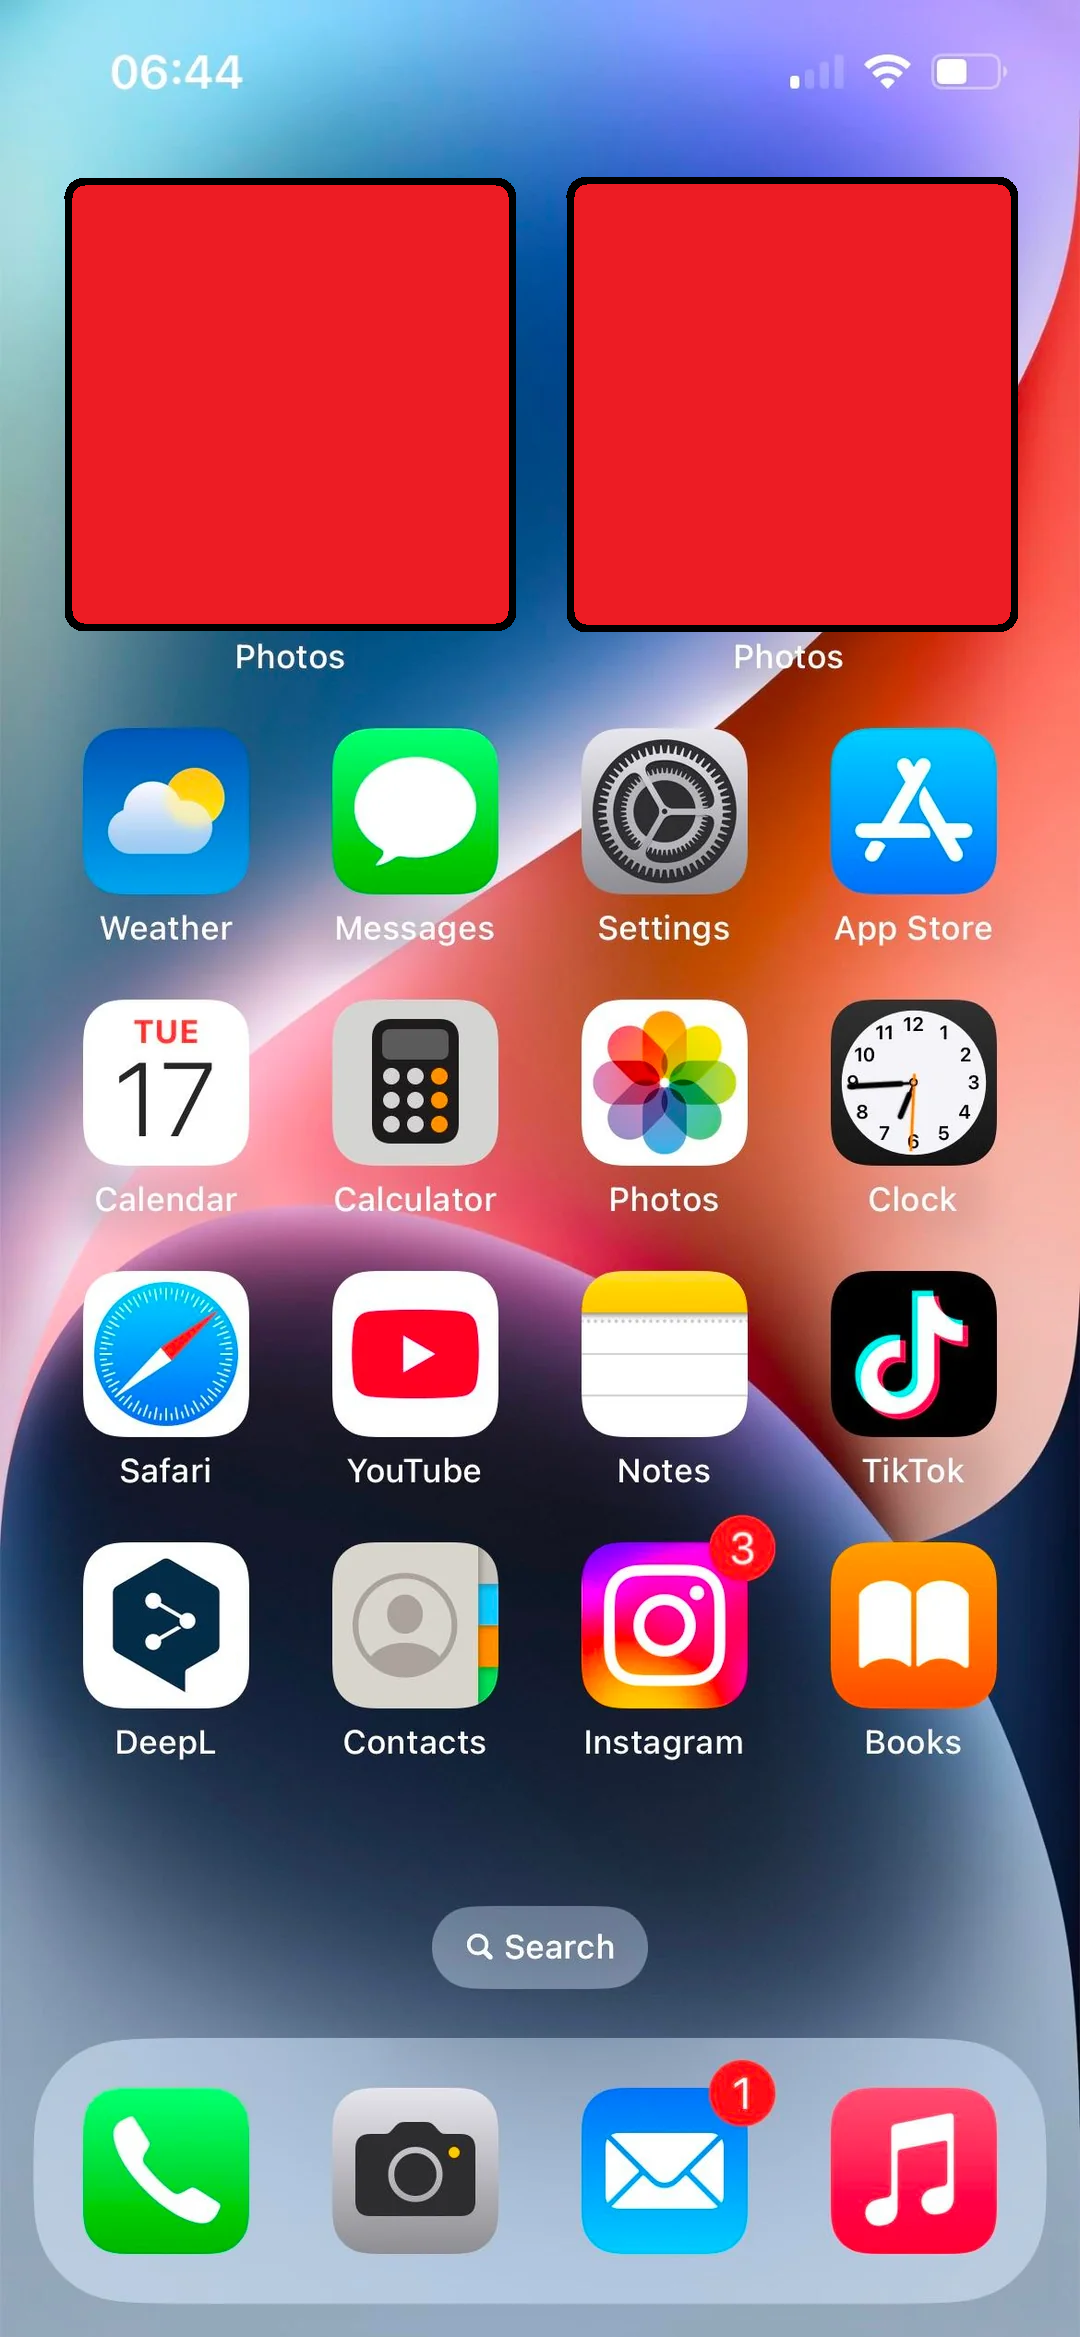 06:44
Photos Photos
Weather Messages Settings App Store
TUE
17
12
11 1
10 2
9 3
8 4
7 5
6
Calendar Calculator Photos Clock
Safari YouTube Notes TikTok
3
DeepL Contacts Instagram Books
Search
1